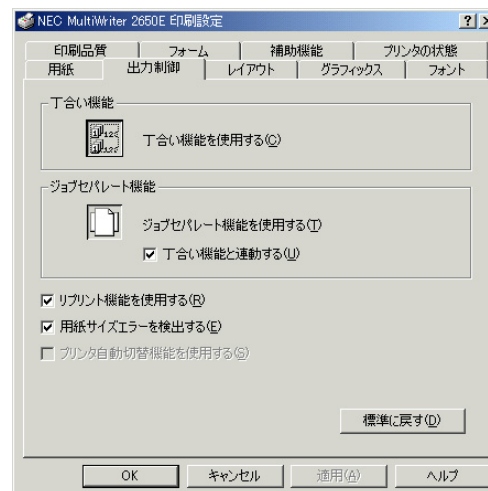 NEC MultiWriter 2650E 印刷設定
印刷品質 フォーム 補助機能 プリンタの状態
用紙 出力制御 レイアウト グラフィックス フォント
丁合い機能
丁合い機能を使用する(C)
ジョブセパレート機能
ジョブセパレート機能を使用する(T)
丁合い機能と連動する(U)
リプリント機能を使用する(R)
用紙サイズエラーを検出する(E)
プリンタ自動切替機能を使用する(S)
標準に戻す(D)
OK キャンセル 適用(A) ヘルプ